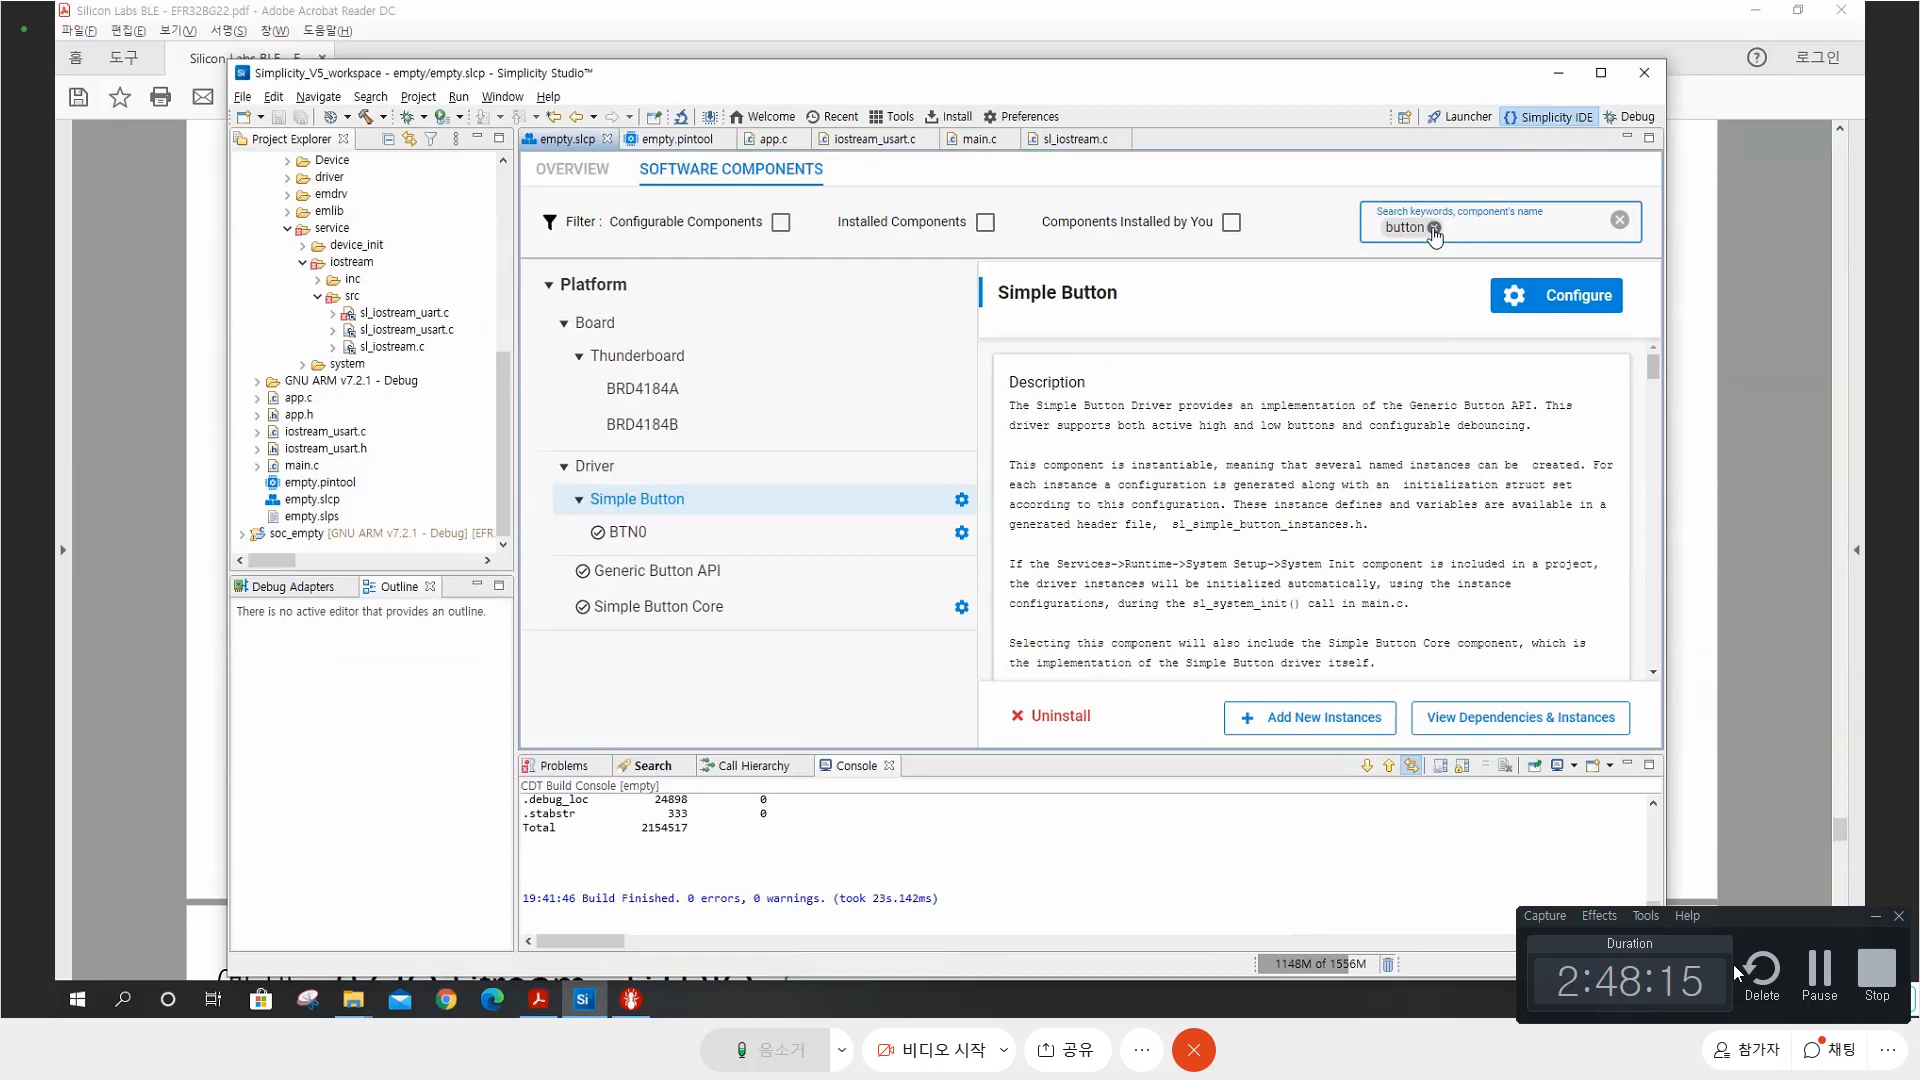 Silicon Labs BLE - EFR32BG22.pdf - Adobe Acrobat Reader DC
파일(F) 편집(E) 보기(V) 서명(S) 창(W) 도움말(H)
홈 도구 로그인
Simplicity_V5_workspace - empty/empty.slcp - Simplicity Studio™
File Edit Navigate Search Project Run Window Help
Welcome Recent Tools Install Preferences Launcher Simplicity IDE Debug
Project Explorer
Device
driver
emdrv
emlib
service
device_init
iostream
inc
src
sl_iostream_uart.c
sl_iostream_usart.c
sl_iostream.c
system
GNU ARM v7.2.1 - Debug
app.c
app.h
iostream_usart.c
iostream_usart.h
main.c
empty.pintool
empty.slcp
empty.slps
soc_empty [GNU ARM v7.2.1 - Debug] [EFR
Debug Adapters Outline
There is no active editor that provides an outline.
empty.slcp empty.pintool app.c iostream_usart.c main.c sl_iostream.c
OVERVIEW SOFTWARE COMPONENTS
Filter : Configurable Components Installed Components Components Installed by You
Search keywords, component's name
button
Platform
Board
Thunderboard
BRD4184A
BRD4184B
Driver
Simple Button
BTN0
Generic Button API
Simple Button Core
Simple Button
Configure
Description
The Simple Button Driver provides an implementation of the Generic Button API. This
driver supports both active high and low buttons and configurable debouncing.
This component is instantiable, meaning that several named instances can be created. For
each instance a configuration is generated along with an initialization struct set
according to this configuration. These instance defines and variables are available in a
generated header file, sl_simple_button_instances.h.
If the Services->Runtime->System Setup->System Init component is included in a project,
the driver instances will be initialized automatically, using the instance
configurations, during the sl_system_init() call in main.c.
Selecting this component will also include the Simple Button Core component, which is
the implementation of the Simple Button driver itself.
Uninstall
Add New Instances
View Dependencies & Instances
Problems Search Call Hierarchy Console
CDT Build Console [empty]
.debug_loc 24898 0
.stabstr 333 0
Total 2154517
19:41:46 Build Finished. 0 errors, 0 warnings. (took 23s.142ms)
1148M of 1556M
Capture Effects Tools Help
Duration
2:48:15
Delete Pause Stop
음소거 비디오 시작 공유 참가자 채팅